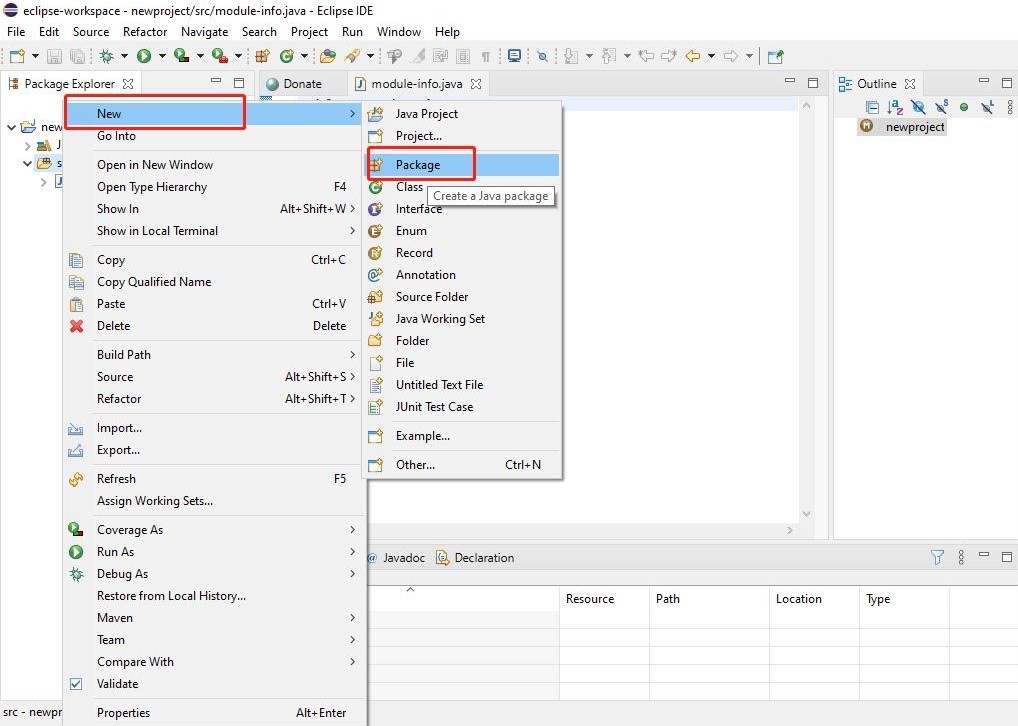 eclipse-workspace - newproject/src/module-info.java - Eclipse IDE
File Edit Source Refactor Navigate Search Project Run Window Help
Package Explorer
Donate
module-info.java
Outline
newproject
new
New
Go Into
Open in New Window
Open Type Hierarchy F4
Show In Alt+Shift+W
Show in Local Terminal
Copy Ctrl+C
Copy Qualified Name
Paste Ctrl+V
Delete Delete
Build Path
Source Alt+Shift+S
Refactor Alt+Shift+T
Import...
Export...
Refresh F5
Assign Working Sets...
Coverage As
Run As
Debug As
Restore from Local History...
Maven
Team
Compare With
Validate
Properties Alt+Enter
Java Project
Project...
Package
Class
Create a Java package
Interface
Enum
Record
Annotation
Source Folder
Java Working Set
Folder
File
Untitled Text File
JUnit Test Case
Example...
Other... Ctrl+N
@ Javadoc Declaration
Resource Path Location Type
src - newpr